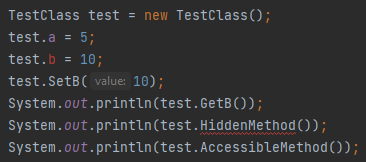 TestClass test = new TestClass();
test.a = 5;
test.b = 10;
test.SetB( value: 10);
System.out.println(test.GetB());
System.out.println(test.HiddenMethod());
System.out.println(test.AccessibleMethod());